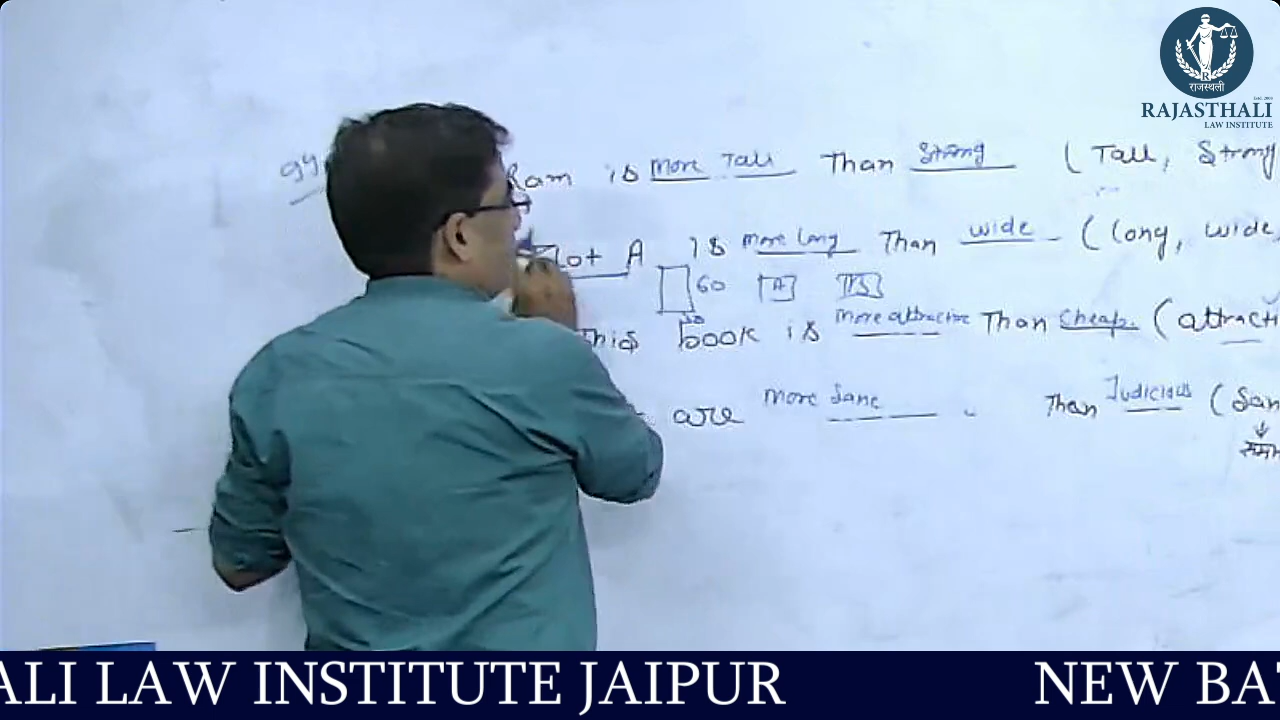 राजस्थली
RAJASTHALI
LAW INSTITUTE
Ram is More Tall Than Strong (Tall, Strong
Plot A is More Long Than wide (long, wide
60 A
This book is More attractive Than Cheap. (attracti
are More Sane Than Judicious (San
ALI LAW INSTITUTE JAIPUR NEW BAT